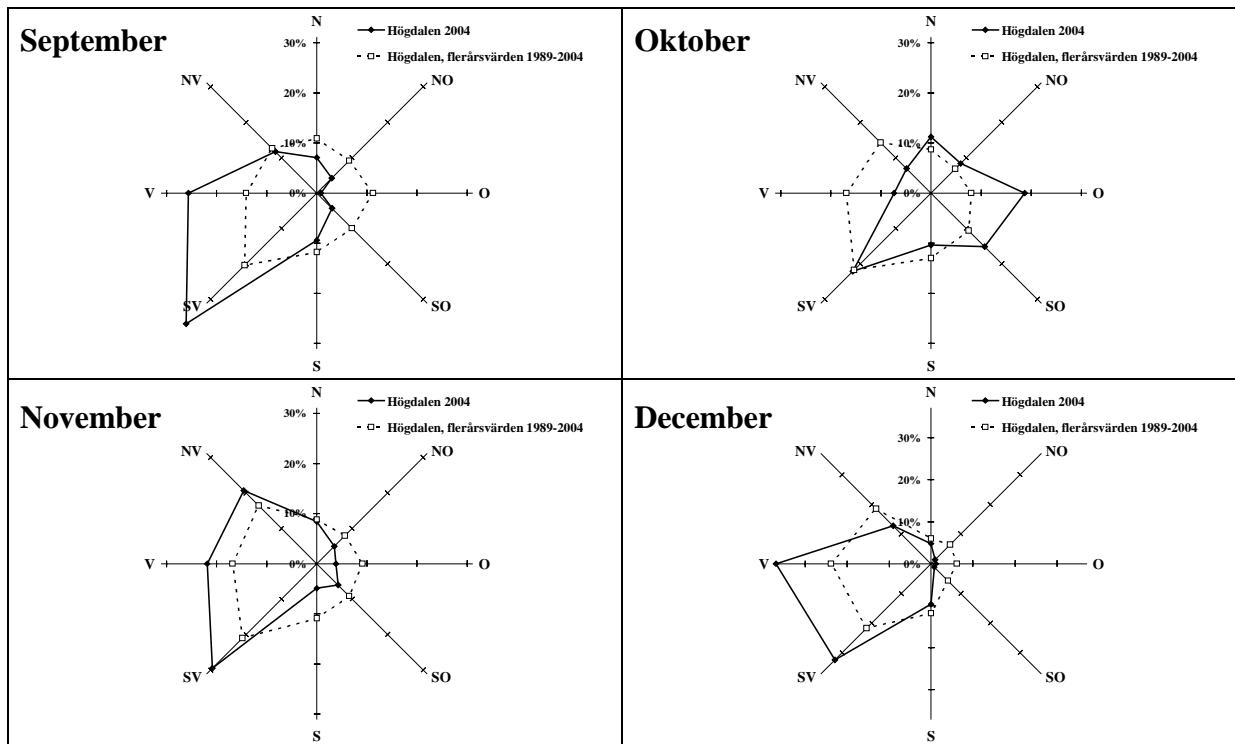 September
N
Högdalen 2004
Högdalen, flerårsvärden 1989-2004
30%
20%
10%
0%
NV
NO
V
O
SV
SO
S
Oktober
N
Högdalen 2004
Högdalen, flerårsvärden 1989-2004
30%
20%
10%
0%
NV
NO
V
O
SV
SO
S
November
N
Högdalen 2004
Högdalen, flerårsvärden 1989-2004
30%
20%
10%
0%
NV
NO
V
O
SV
SO
S
December
N
Högdalen 2004
Högdalen, flerårsvärden 1989-2004
30%
20%
10%
0%
NV
NO
V
O
SV
SO
S